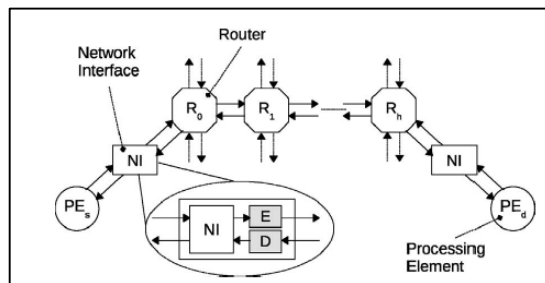 Router
Network
Interface
R0
R1
Rh
NI
NI
PEs
PEd
NI
E
D
Processing
Element